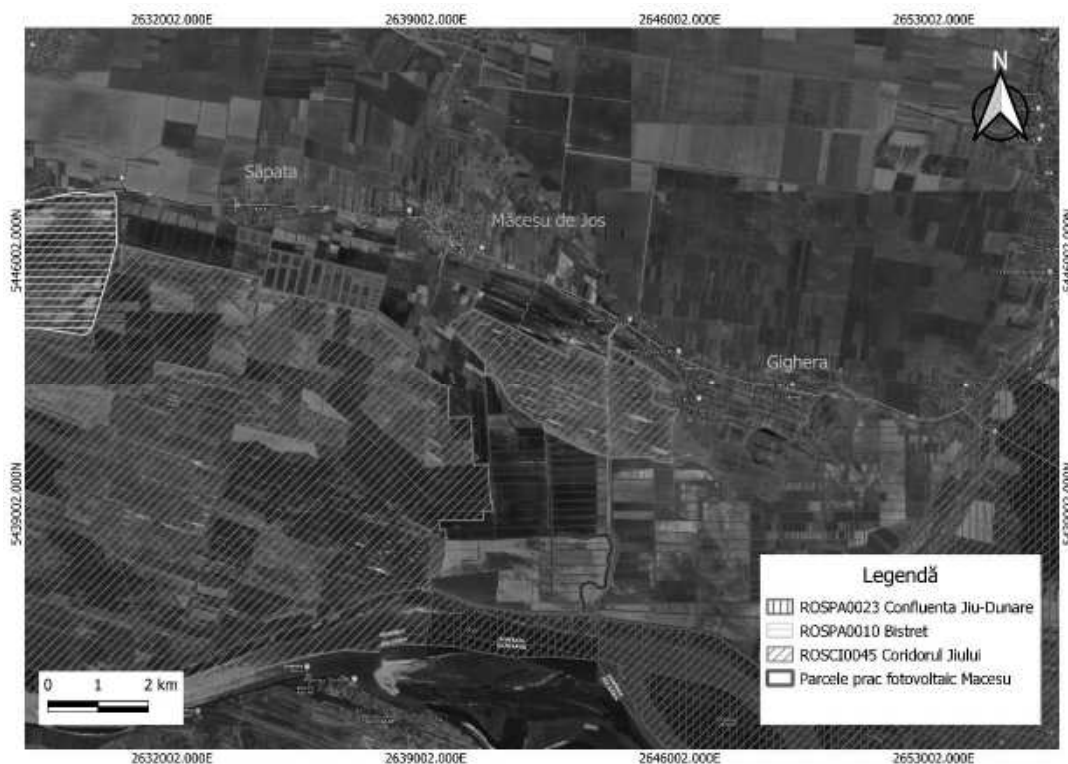 2632002.000E 2639002.000E 2646002.000E 2653002.000E
N
Săpata
Măcesu de Jos
Gighera
5446002.000N
5446002.000N
5439002.000N
5439002.000N
Legendă
ROSPA0023 Confluenta Jiu-Dunare
ROSPA0010 Bistret
ROSCI0045 Coridorul Jiului
Parcele prac fotovoltaic Macesu
0 1 2 km
2632002.000E 2639002.000E 2646002.000E 2653002.000E